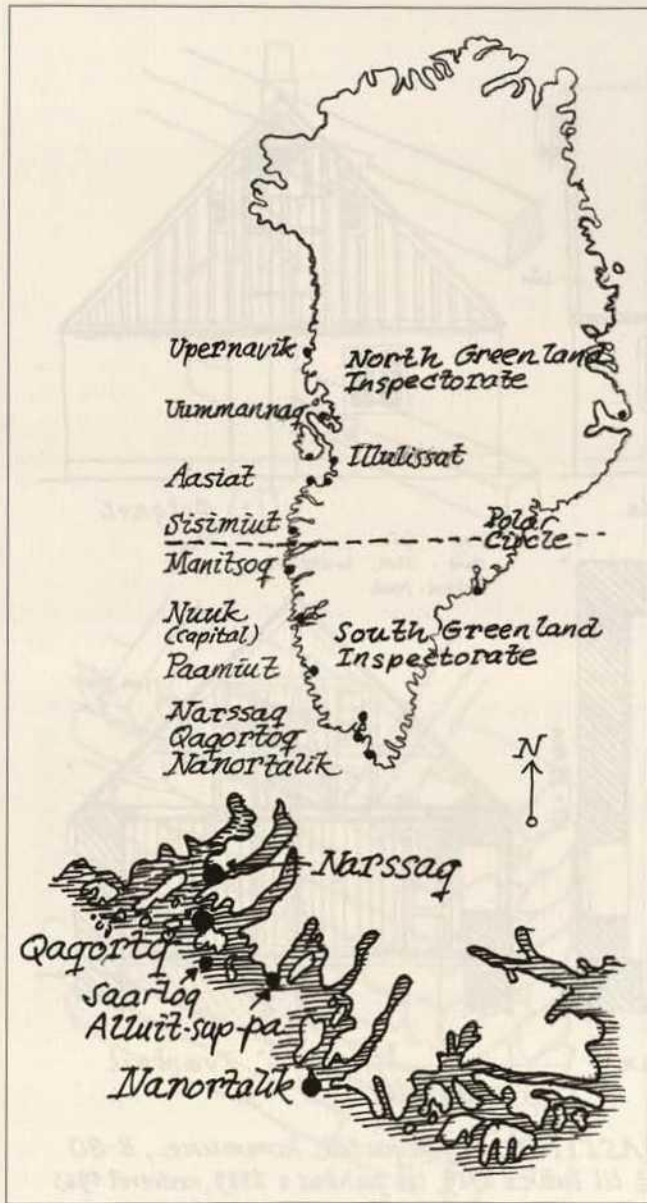 Upernavik
North Greenland
Inspectorate
Uummannaq
Illulissat
Aasiat
Sisimiut
Polar
Circle
Manitsoq
Nuuk
(capital)
South Greenland
Inspectorate
Paamiut
Narssaq
Qaqortoq
Nanortalik
N
Narssaq
Qaqortoq
Saartoq
Alluit-sup-pa
Nanortalik